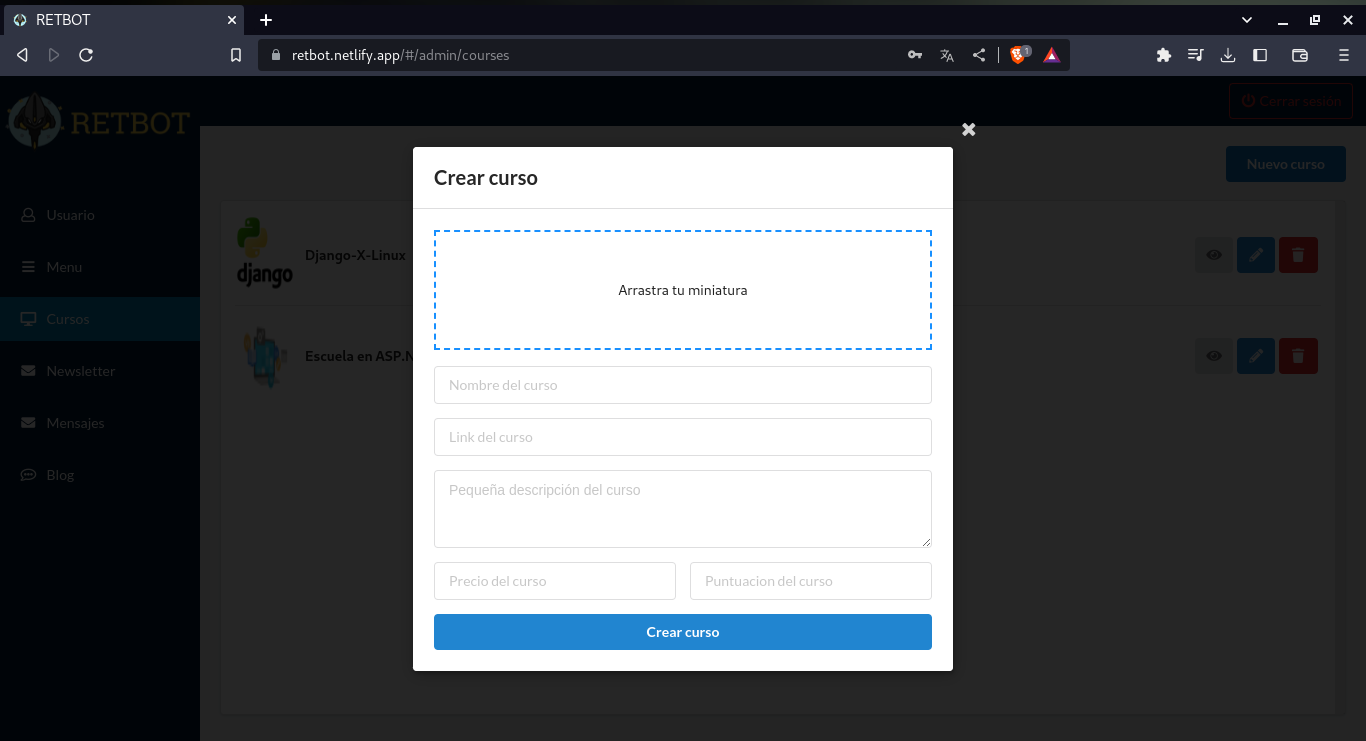 RETBOT
retbot.netlify.app/#/admin/courses
1
RETBOT
Cerrar sesión
Nuevo curso
Usuario
Menu
Cursos
Newsletter
Mensajes
Blog
django
Django-X-Linux
Escuela en ASP.N
Crear curso
Arrastra tu miniatura
Nombre del curso
Link del curso
Pequeña descripción del curso
Precio del curso
Puntuacion del curso
Crear curso